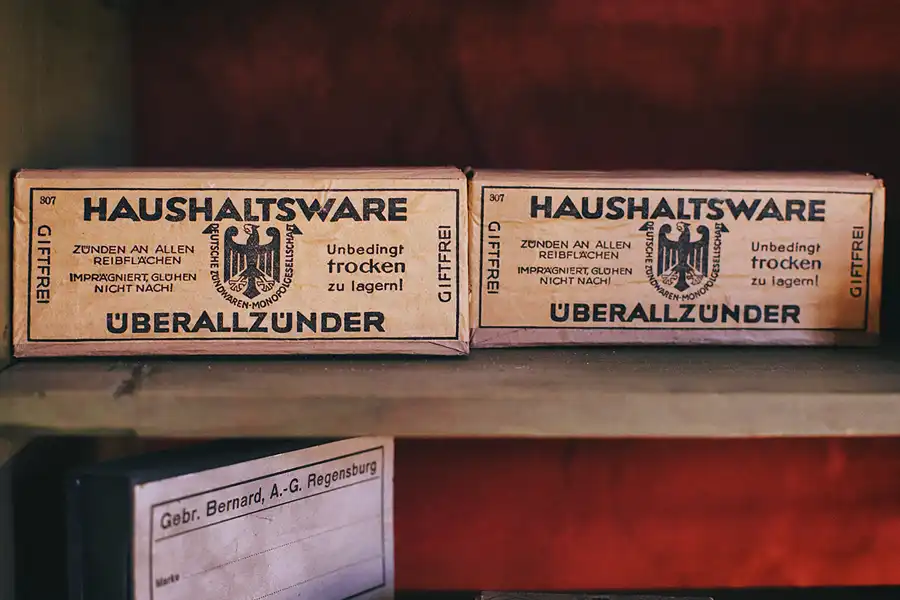 307
HAUSHALTSWARE
GIFTFREI
ZÜNDEN AN ALLEN
REIBFLÄCHEN
IMPRÄGNIERT, GLÜHEN
NICHT NACH!
DEUTSCHE ZÜNDWAREN-MONOPOLGESELLSCHAFT
Unbedingt
trocken
zu lagern!
GIFTFREI
ÜBERALLZÜNDER
307
HAUSHALTSWARE
GIFTFREI
ZÜNDEN AN ALLEN
REIBFLÄCHEN
IMPRÄGNIERT, GLÜHEN
NICHT NACH!
DEUTSCHE ZÜNDWAREN-MONOPOLGESELLSCHAFT
Unbedingt
trocken
zu lagern!
GIFTFREI
ÜBERALLZÜNDER
Gebr. Bernard, A.-G. Regensburg
Marke